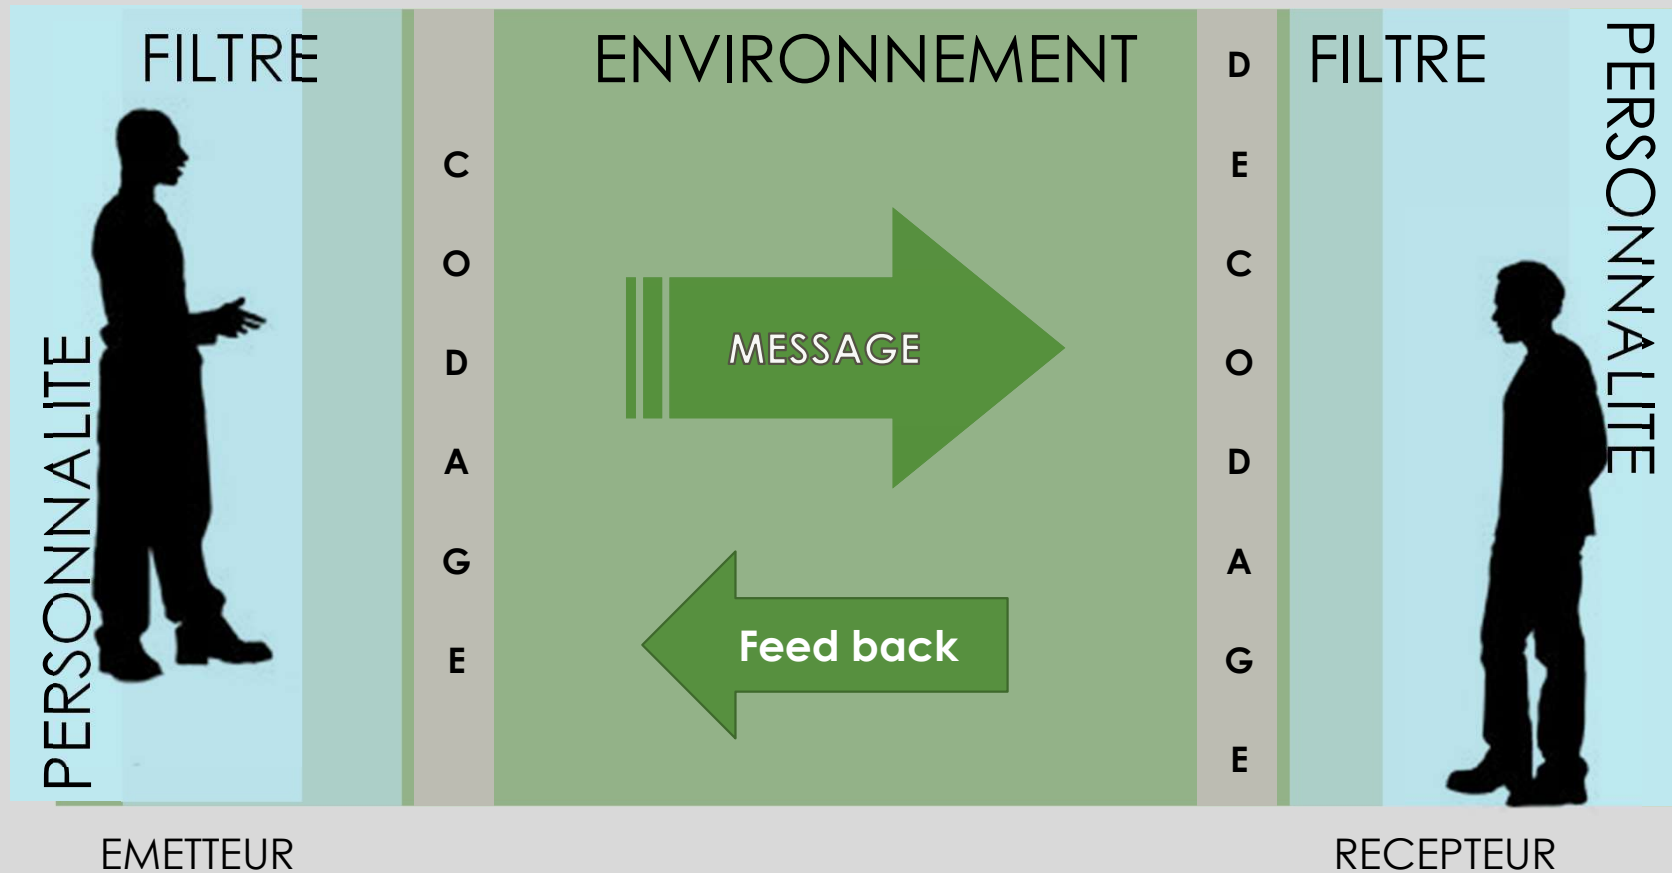 FILTRE
ENVIRONNEMENT
FILTRE
PERSONNALITE
CODAGE
DECODAGE
PERSONNALITE
MESSAGE
Feed back
EMETTEUR
RECEPTEUR